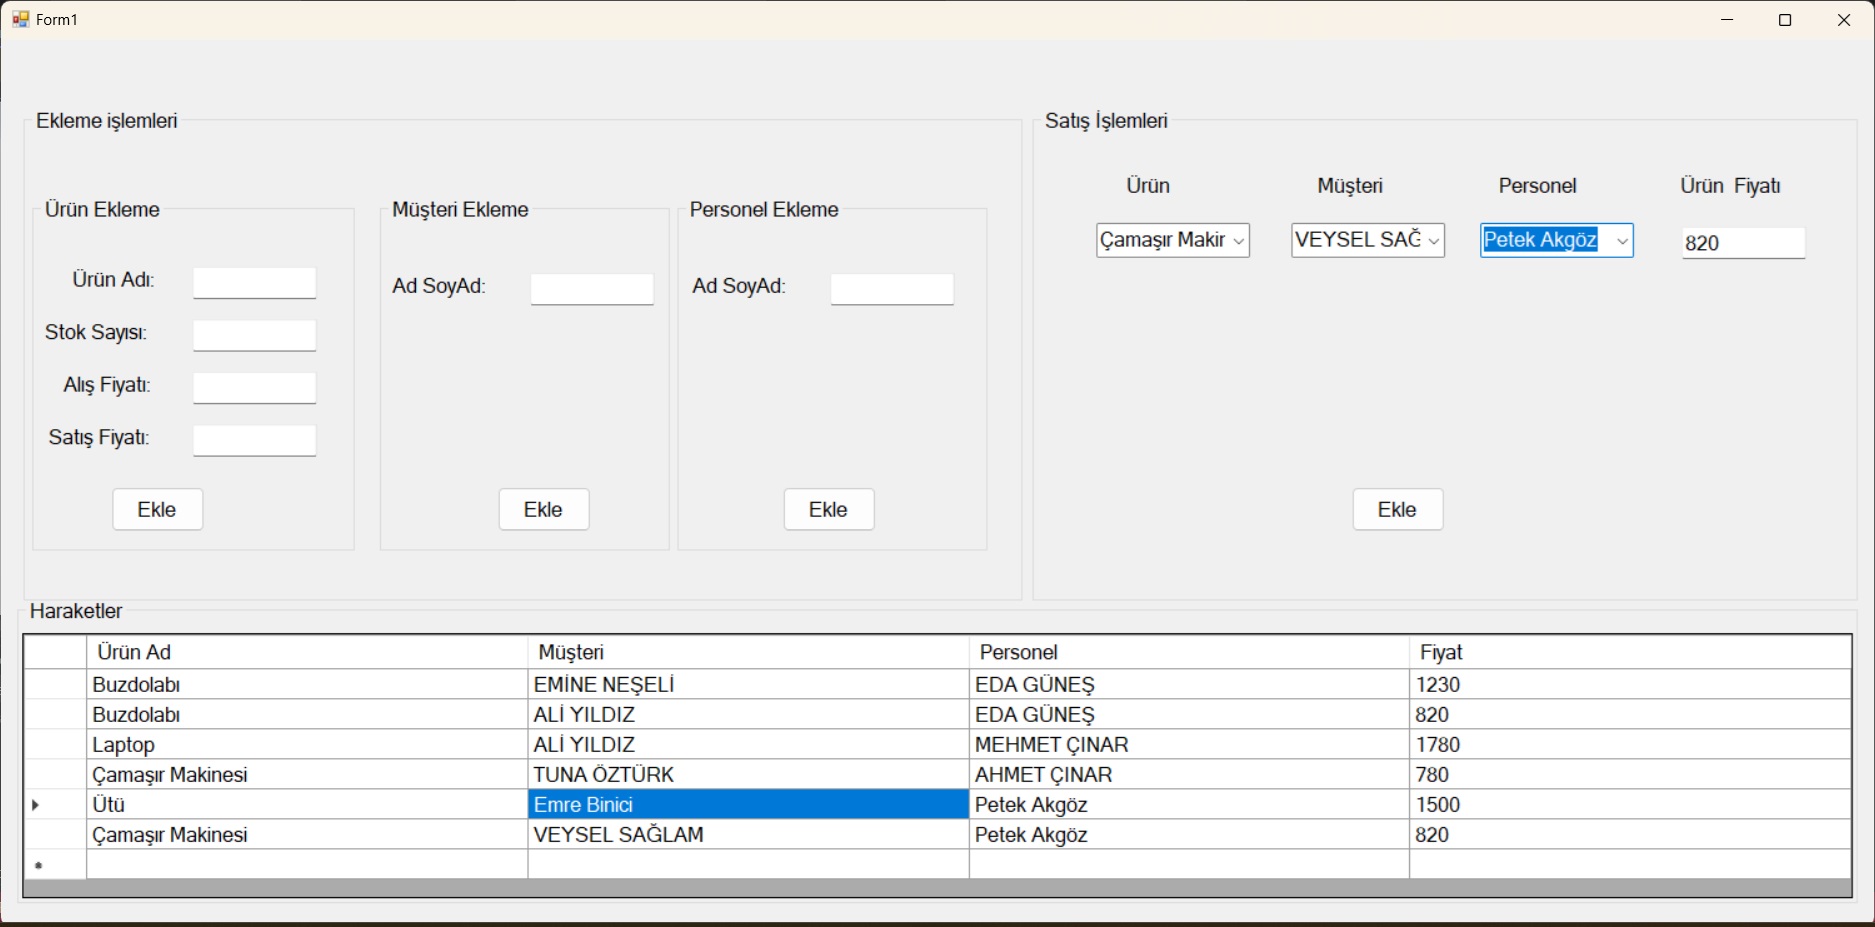 Form1
Ekleme işlemleri
Ürün Ekleme
Ürün Adı:
Stok Sayısı:
Alış Fiyatı:
Satış Fiyatı:
Ekle
Müşteri Ekleme
Ad SoyAd:
Ekle
Personel Ekleme
Ad SoyAd:
Ekle
Satış İşlemleri
Ürün Müşteri Personel Ürün Fiyatı
Çamaşır Makir VEYSEL SAĞ Petek Akgöz 820
Ekle
Haraketler
Ürün Ad Müşteri Personel Fiyat
Buzdolabı EMİNE NEŞELİ EDA GÜNEŞ 1230
Buzdolabı ALİ YILDIZ EDA GÜNEŞ 820
Laptop ALİ YILDIZ MEHMET ÇINAR 1780
Çamaşır Makinesi TUNA ÖZTÜRK AHMET ÇINAR 780
Ütü Emre Binici Petek Akgöz 1500
Çamaşır Makinesi VEYSEL SAĞLAM Petek Akgöz 820